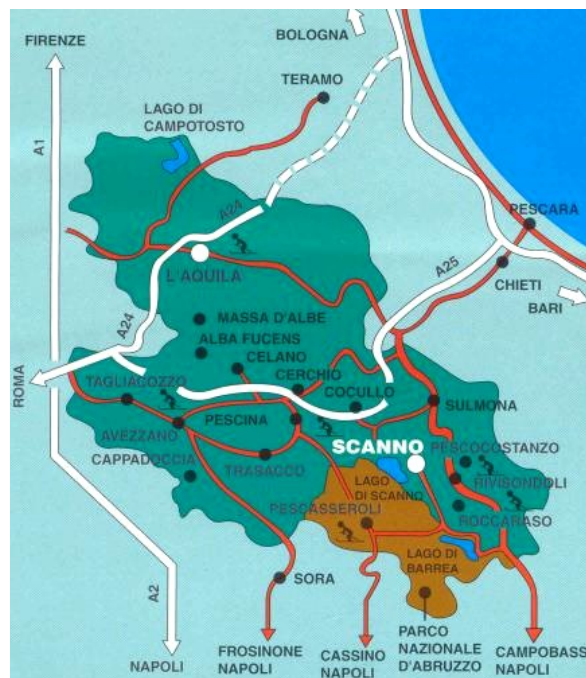 BOLOGNA
FIRENZE
TERAMO
LAGO DI
CAMPOTOSTO
A1
A24
PESCARA
L'AQUILA
A25
CHIETI
BARI
MASSA D'ALBE
A24
ALBA FUCENS
CELANO
ROMA
CERCHIO
TAGLIACOZZO
COCULLO
SULMONA
PESCINA
AVEZZANO
SCANNO
PESCOCOSTANZO
CAPPADOCCIA
TRASACCO
LAGO
DI SCANNO
RIVISONDOLI
PESCASSEROLI
ROCCARASO
LAGO DI
BARREA
SORA
A2
NAPOLI
FROSINONE
NAPOLI
CASSINO
NAPOLI
PARCO
NAZIONALE
D'ABRUZZO
CAMPOBASS
NAPOLI